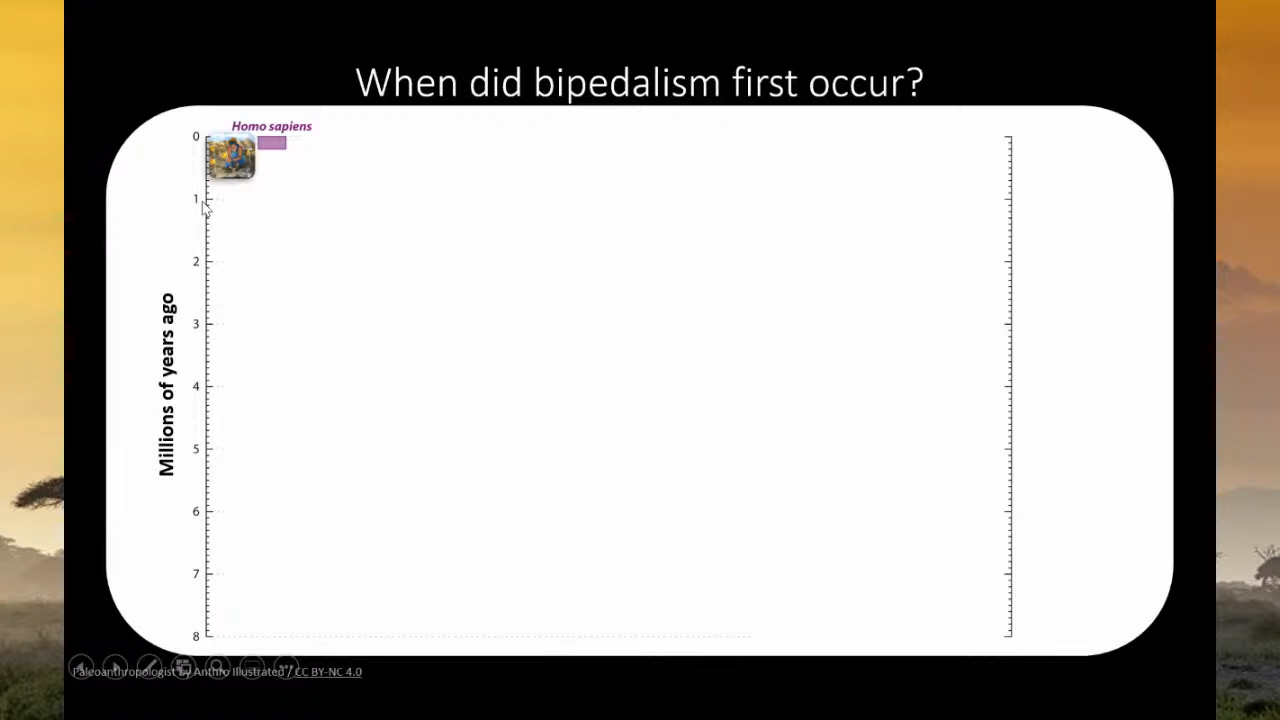 When did bipedalism first occur?
Homo sapiens
0
1
2
3
4
5
6
7
8
Millions of years ago
Paleoanthropologist by Anthro Illustrated / CC BY-NC 4.0